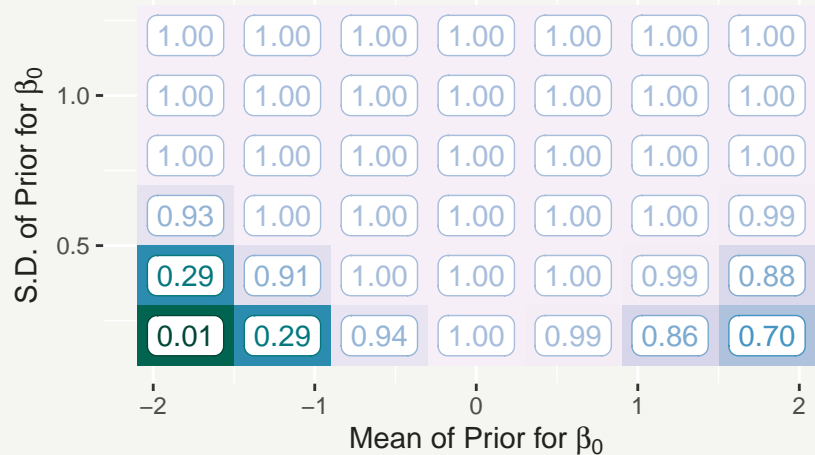 1.00 1.00 1.00 1.00 1.00 1.00 1.00
1.0
1.00 1.00 1.00 1.00 1.00 1.00 1.00
1.00 1.00 1.00 1.00 1.00 1.00 1.00
0.93 1.00 1.00 1.00 1.00 1.00 0.99
0.5
0.29 0.91 1.00 1.00 1.00 0.99 0.88
0.01 0.29 0.94 1.00 0.99 0.86 0.70
S.D. of Prior for β₀
−2 −1 0 1 2
Mean of Prior for β₀